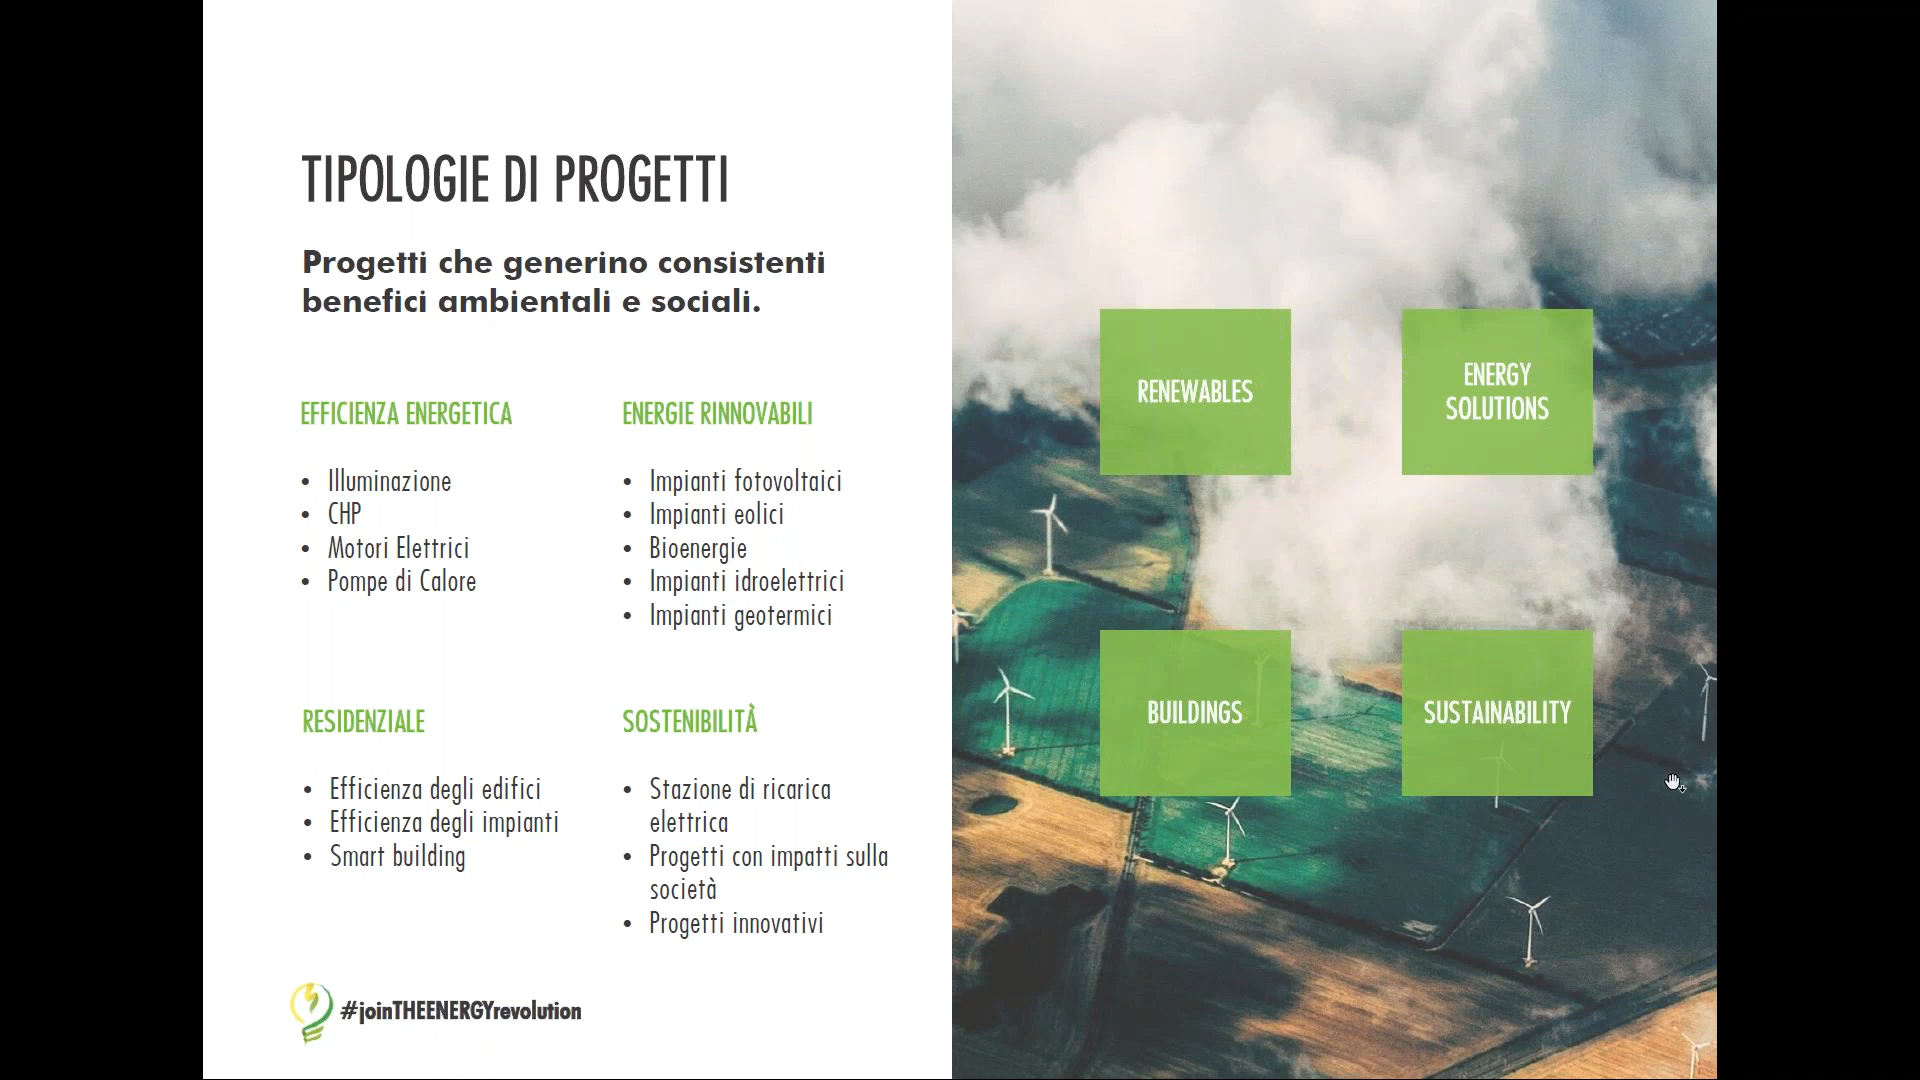 TIPOLOGIE DI PROGETTI
Progetti che generino consistenti
benefici ambientali e sociali.
EFFICIENZA ENERGETICA
• Illuminazione
• CHP
• Motori Elettrici
• Pompe di Calore
ENERGIE RINNOVABILI
• Impianti fotovoltaici
• Impianti eolici
• Bioenergie
• Impianti idroelettrici
• Impianti geotermici
RESIDENZIALE
• Efficienza degli edifici
• Efficienza degli impianti
• Smart building
SOSTENIBILITÀ
• Stazione di ricarica
elettrica
• Progetti con impatti sulla
società
• Progetti innovativi
#joinTHEENERGYrevolution
RENEWABLES
ENERGY
SOLUTIONS
BUILDINGS
SUSTAINABILITY